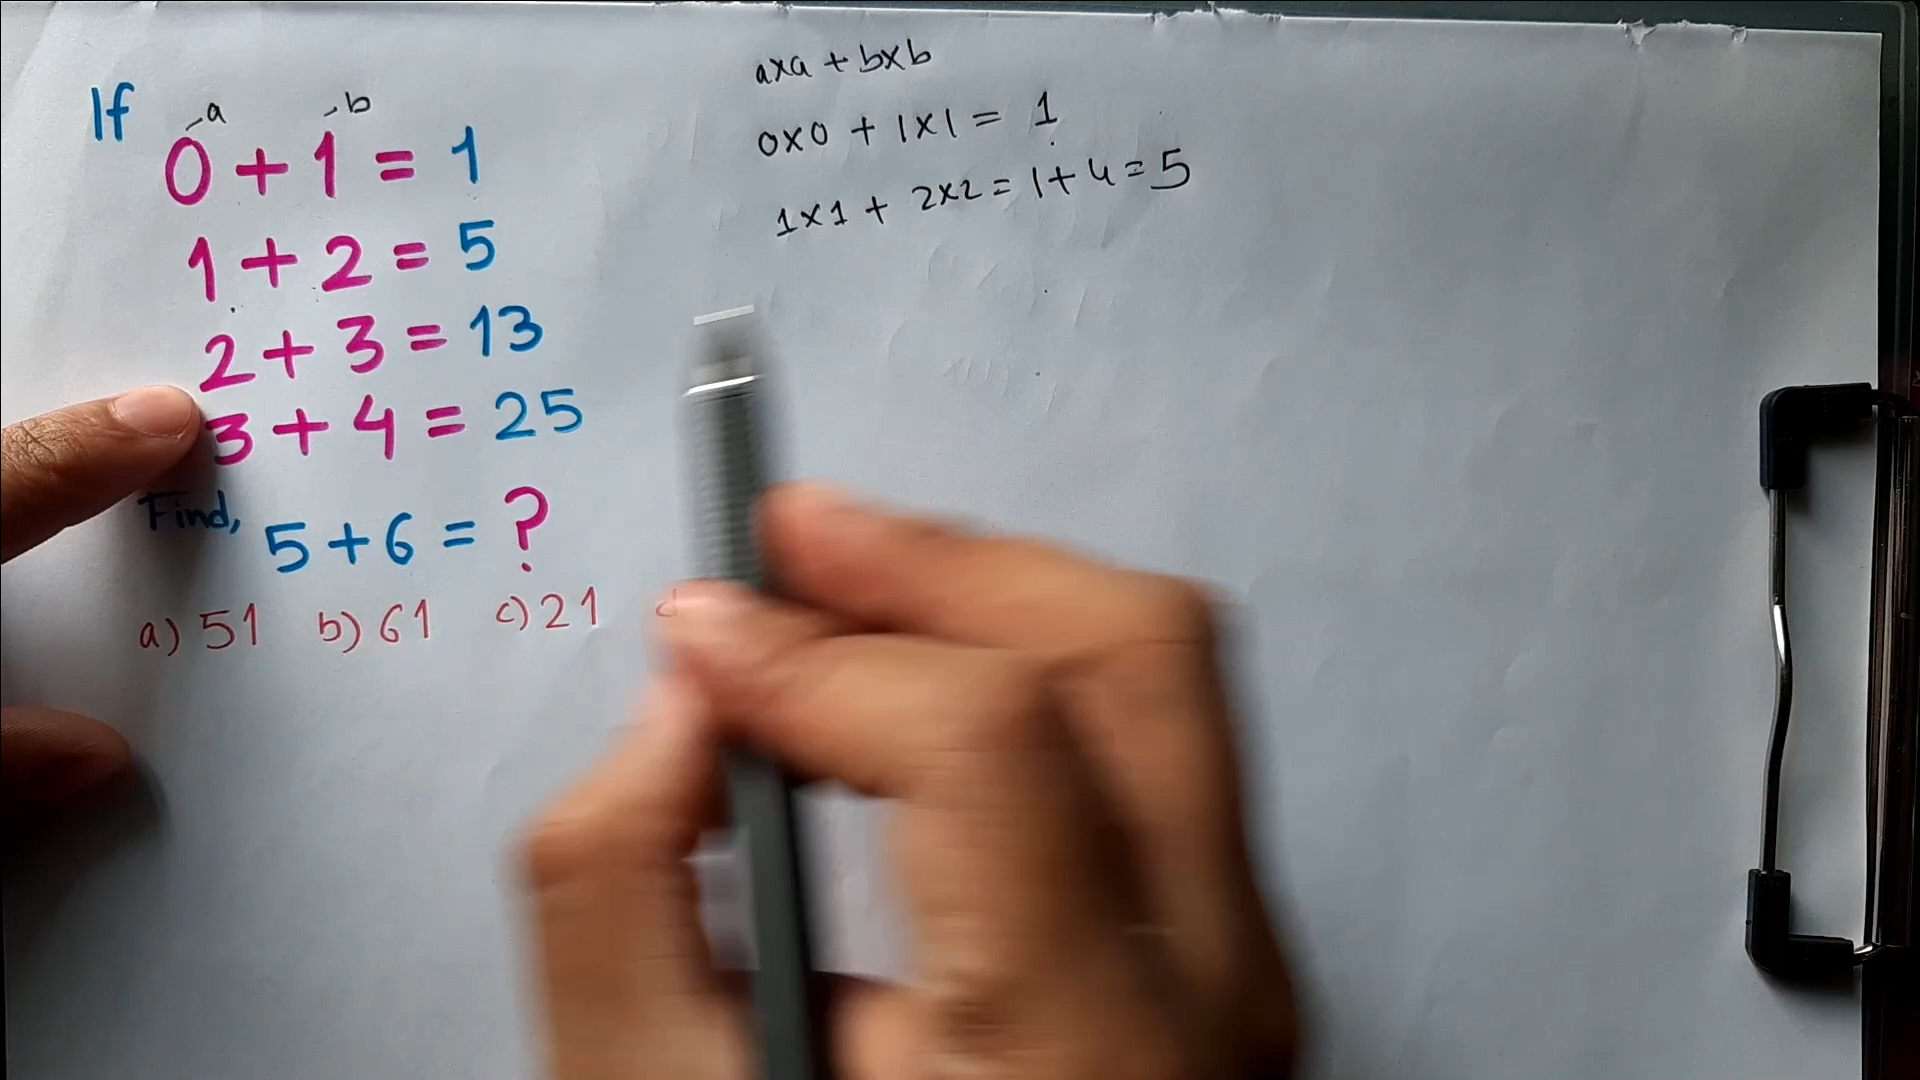 If
0 + 1 = 1
-a
-b
1 + 2 = 5
2 + 3 = 13
3 + 4 = 25
Find, 5 + 6 = ?
a) 51 b) 61 c) 21
axa + bxb
0x0 + 1x1 = 1
1x1 + 2x2 = 1 + 4 = 5